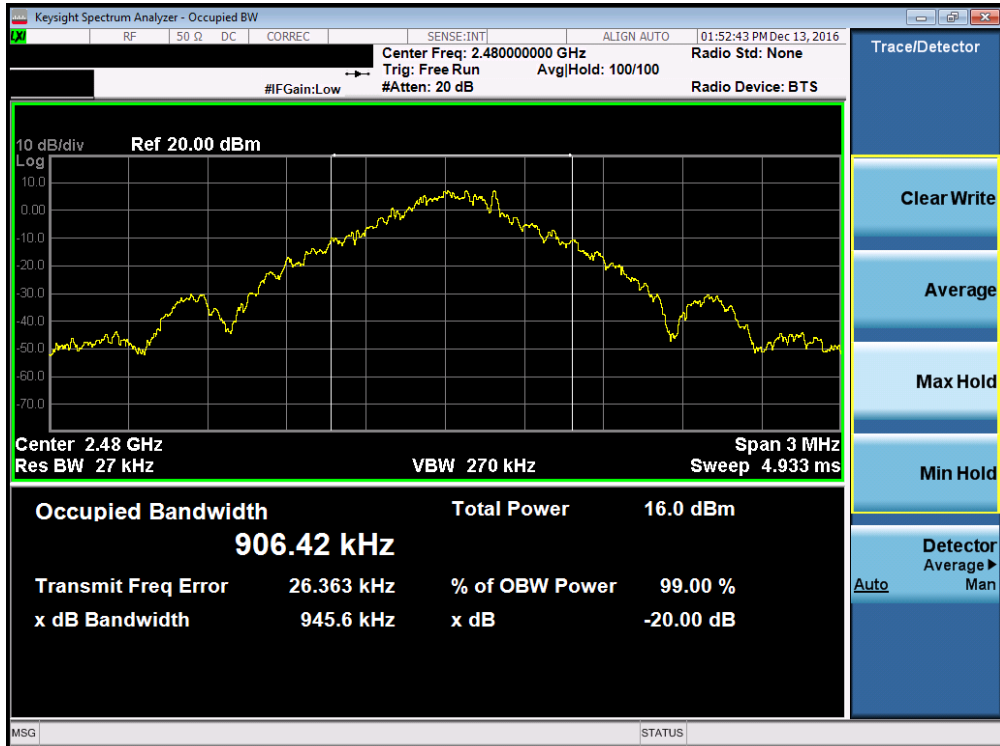 Keysight Spectrum Analyzer - Occupied BW
LXI RF 50 Ω DC CORREC SENSE:INT ALIGN AUTO 01:52:43 PM Dec 13, 2016
Center Freq: 2.480000000 GHz Radio Std: None
Trig: Free Run Avg|Hold: 100/100
#IFGain:Low #Atten: 20 dB Radio Device: BTS
10 dB/div Ref 20.00 dBm
Log
10.0
0.00
-10.0
-20.0
-30.0
-40.0
-50.0
-60.0
-70.0
Center 2.48 GHz Span 3 MHz
Res BW 27 kHz VBW 270 kHz Sweep 4.933 ms
Occupied Bandwidth Total Power 16.0 dBm
906.42 kHz
Transmit Freq Error 26.363 kHz % of OBW Power 99.00 %
x dB Bandwidth 945.6 kHz x dB -20.00 dB
MSG STATUS
Trace/Detector
Clear Write
Average
Max Hold
Min Hold
Detector
Average
Auto Man